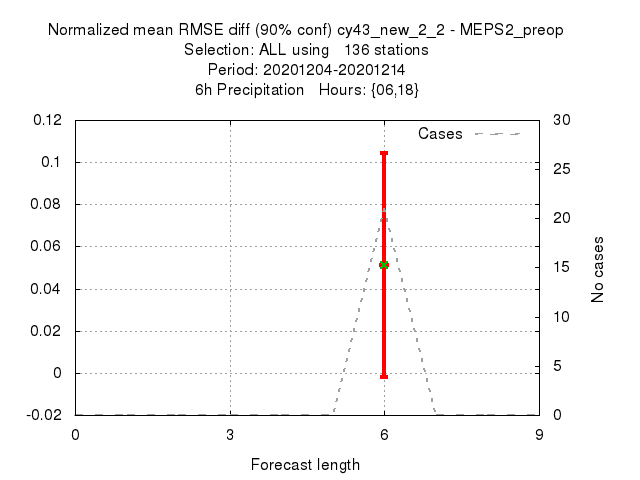 Normalized mean RMSE diff (90% conf) cy43_new_2_2 - MEPS2_preop
Selection: ALL using 136 stations
Period: 20201204-20201214
6h Precipitation Hours: {06,18}
Cases
0.12
0.1
0.08
0.06
0.04
0.02
0
-0.02
30
25
20
15
10
5
0
No cases
0 3 6 9
Forecast length